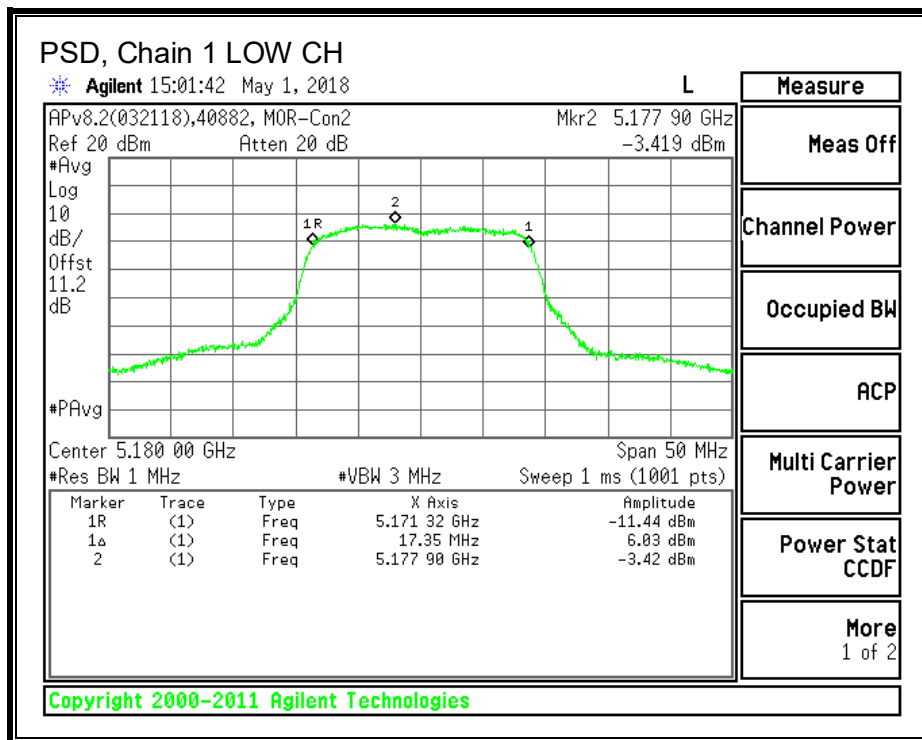 PSD, Chain 1 LOW CH
Agilent 15:01:42 May 1, 2018 L
Measure
APv8.2(032118),40882, MOR-Con2 Mkr2 5.177 90 GHz
Ref 20 dBm Atten 20 dB -3.419 dBm
Meas Off
#Avg
Log
10
dB/
Offst
11.2
dB
1R
2
1
Channel Power
Occupied BW
ACP
#PAvg
Center 5.180 00 GHz Span 50 MHz
#Res BW 1 MHz #VBW 3 MHz Sweep 1 ms (1001 pts)
Multi Carrier
Power
Marker Trace Type X Axis Amplitude
1R (1) Freq 5.171 32 GHz -11.44 dBm
1Δ (1) Freq 17.35 MHz 6.03 dBm
2 (1) Freq 5.177 90 GHz -3.42 dBm
Power Stat
CCDF
More
1 of 2
Copyright 2000-2011 Agilent Technologies